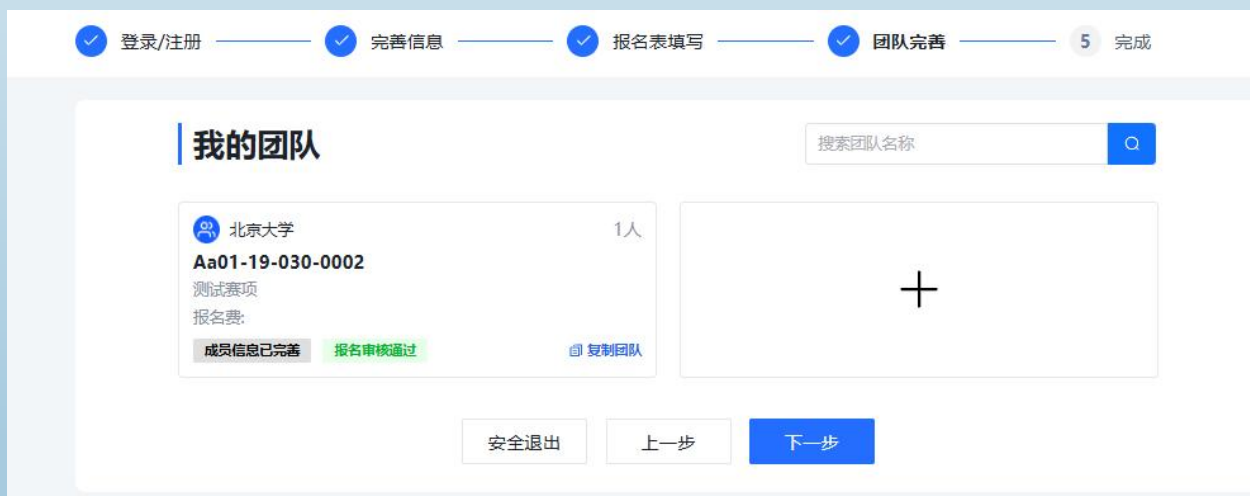 登录/注册 完善信息 报名表填写 团队完善 5 完成
我的团队
搜索团队名称
北京大学 1人
Aa01-19-030-0002
测试赛项
报名费:
成员信息已完善 报名审核通过 复制团队
安全退出 上一步 下一步